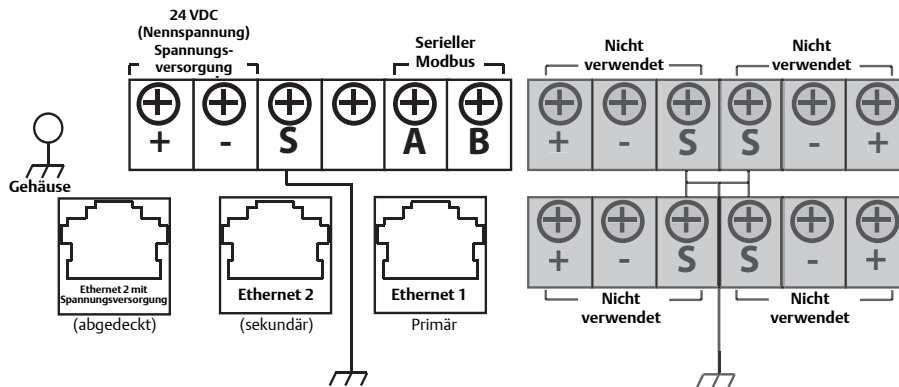 24 VDC
(Nennspannung)
Spannungs-
versorgung
Serieller
Modbus
Nicht
verwendet
Nicht
verwendet
+ - S A B
+ - S S - +
Gehäuse
+ - S S - +
Ethernet 2 mit
Spannungsversorgung
(abgedeckt)
Ethernet 2
(sekundär)
Ethernet 1
Primär
Nicht
verwendet
Nicht
verwendet